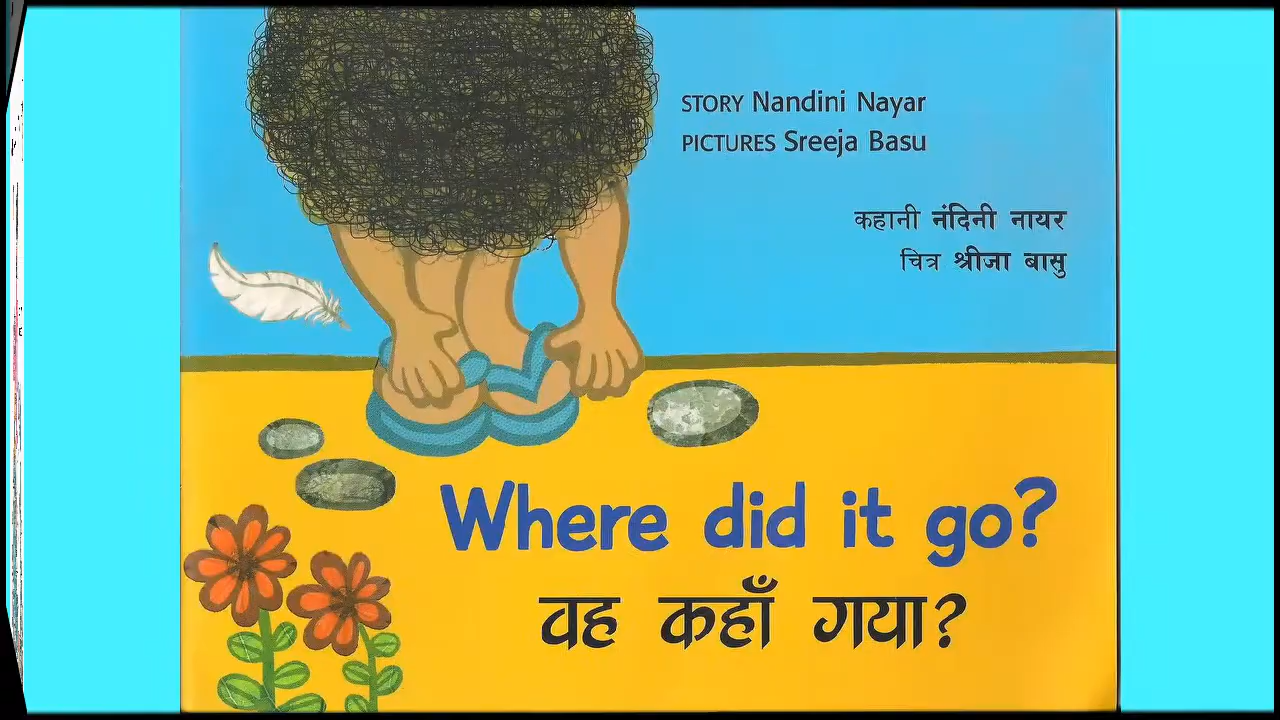 STORY Nandini Nayar
PICTURES Sreeja Basu
कहानी नंदिनी नायर
चित्र श्रीजा बासु
Where did it go?
वह कहाँ गया?